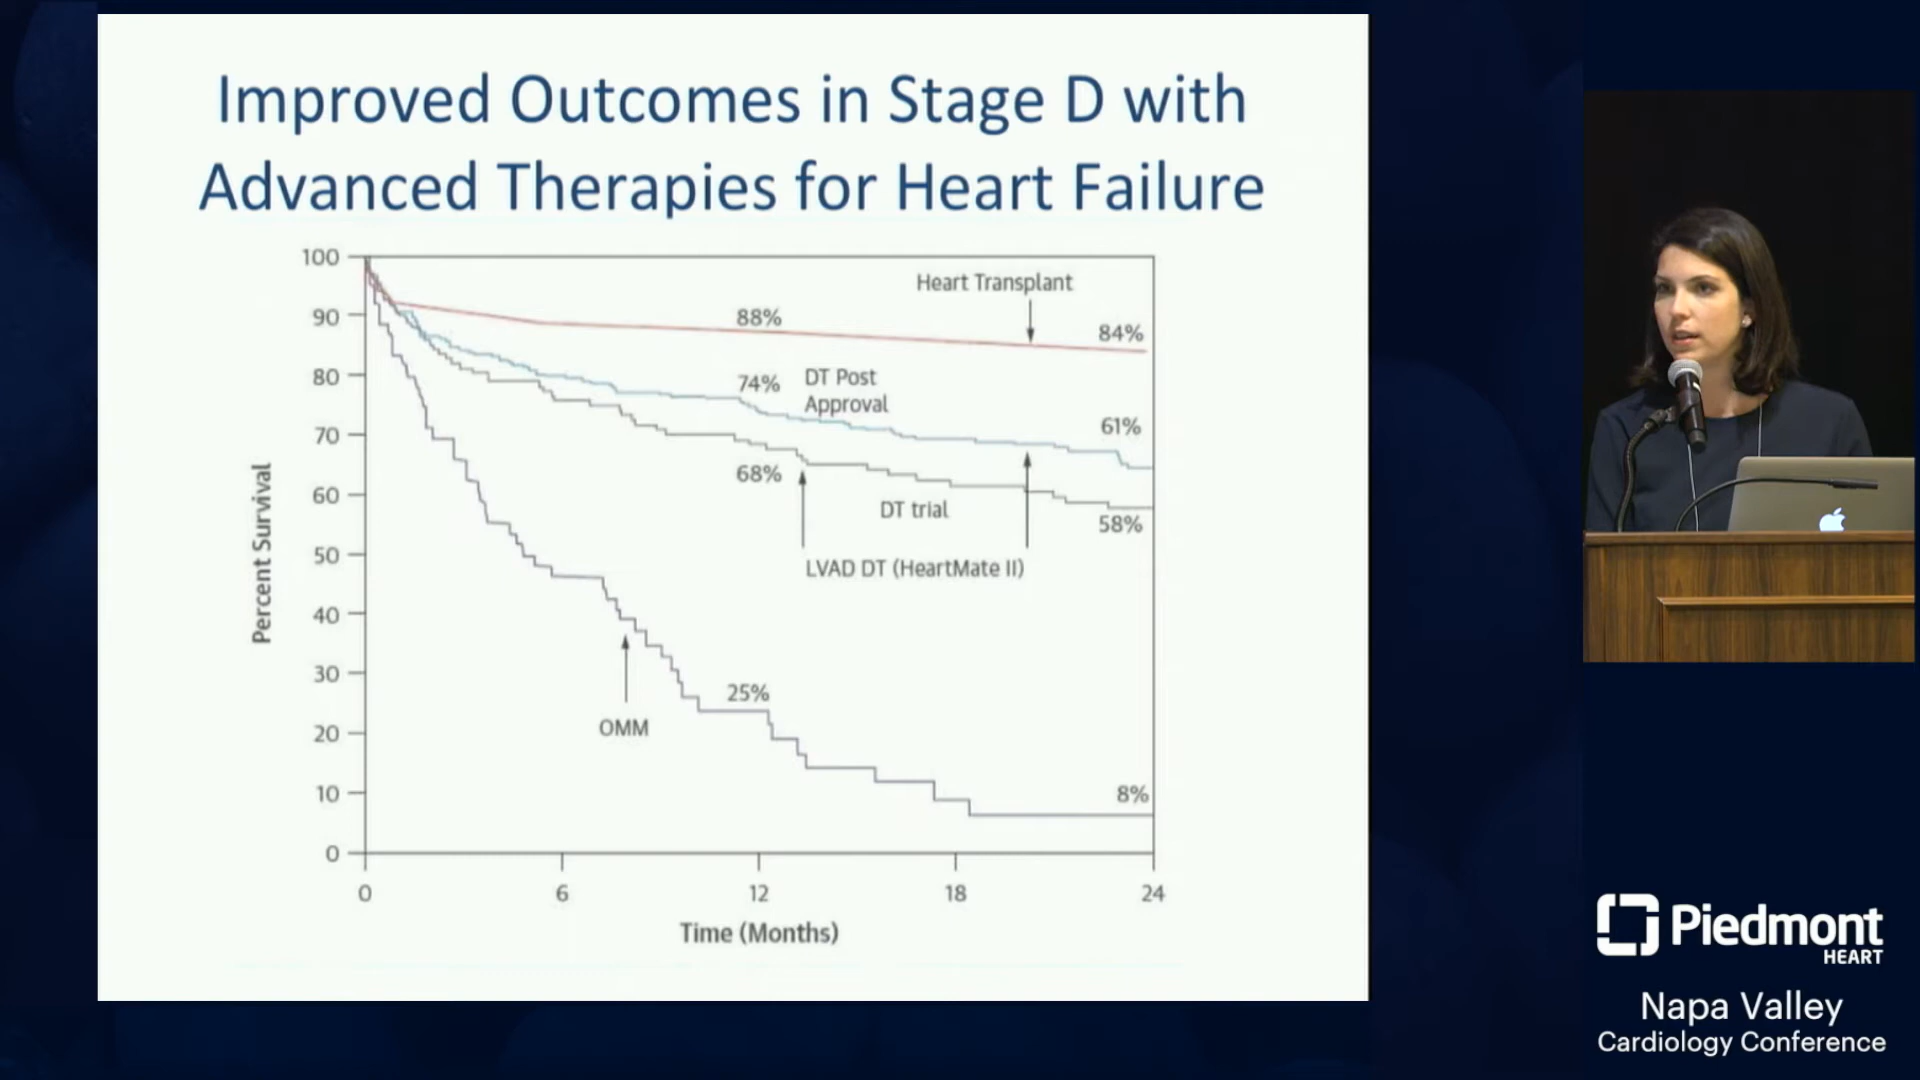 Improved Outcomes in Stage D with
Advanced Therapies for Heart Failure
100
90
80
70
60
50
40
30
20
10
0
Percent Survival
Heart Transplant
88%
84%
74%
DT Post
Approval
61%
68%
DT trial
58%
LVAD DT (HeartMate II)
OMM
25%
8%
0
6
12
18
24
Time (Months)
Piedmont
HEART
Napa Valley
Cardiology Conference